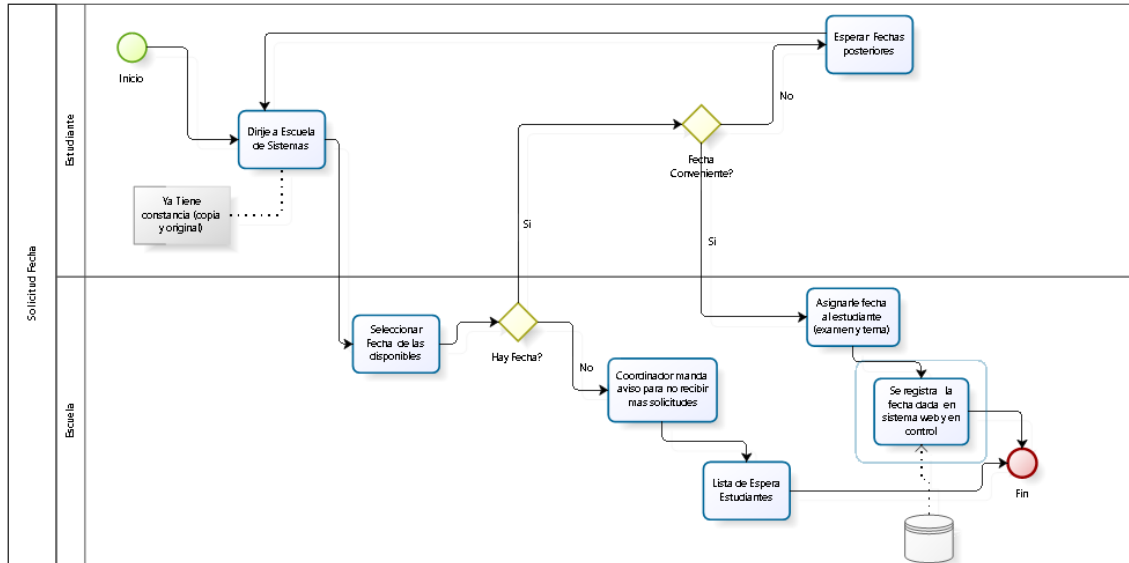 Solicitud Fecha
Estudiante
Inicio
Dirije a Escuela
de Sistemas
Ya Tiene
constancia (copia
y original)
Esperar Fechas
posteriores
No
Fecha
Conveniente?
Si
Si
Escuela
Seleccionar
Fecha de las
disponibles
Hay Fecha?
No
Coordinador manda
aviso para no recibir
mas solicitudes
Lista de Espera
Estudiantes
Asignarle fecha
al estudiante
(examen y tema)
Se registra la
fecha dada en
sistema web y en
control
Fin